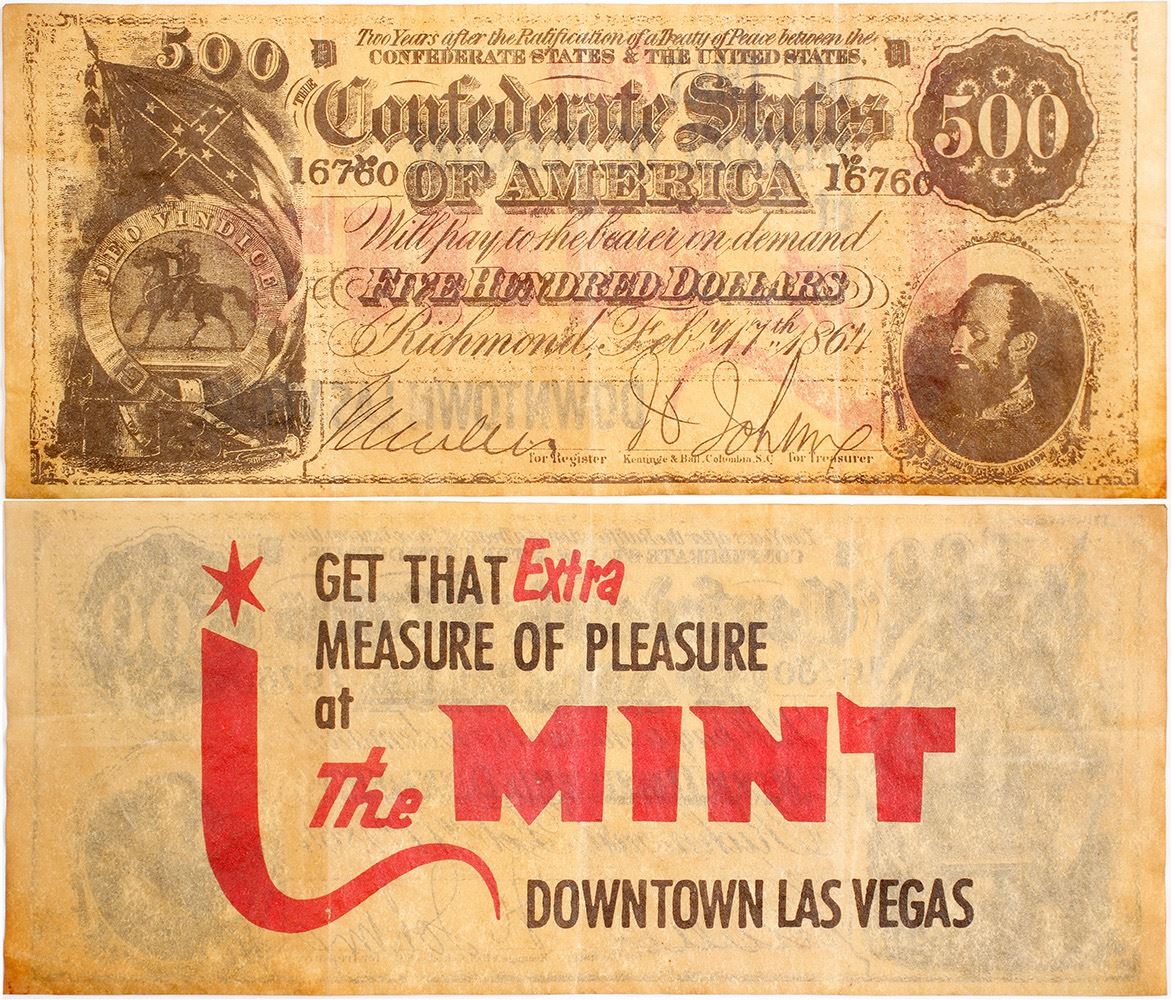 500
Two Years after the Ratification of a Treaty of Peace between the
CONFEDERATE STATES & THE UNITED STATES,
THE
Confederate States
500
16760
OF AMERICA
16760
DEO VINDICE
Will pay to the bearer on demand
FIVE HUNDRED DOLLARS
Richmond, Feby. 17th. 1864
for Register
Keatinge & Ball, Columbia, S.C.
for Treasurer
GET THAT Extra
MEASURE OF PLEASURE
at
The MINT
DOWNTOWN LAS VEGAS